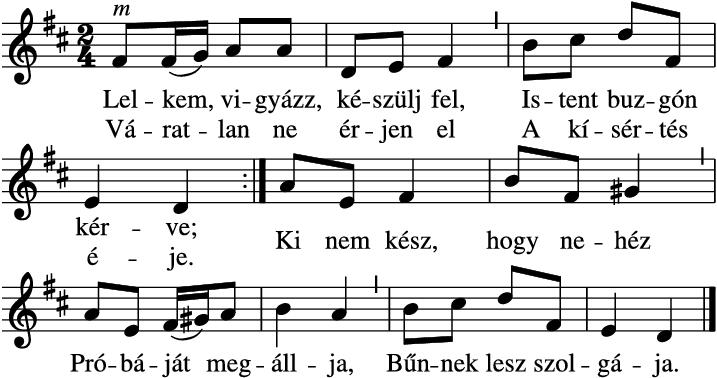 m
2 4
Lel – kem, vi – gyázz, ké – szülj fel, Is – tent buz – gón
Vá – rat – lan ne ér – jen el A kí – sér – tés
kér – ve; Ki nem kész, hogy ne – héz
é – je.
Pró – bá – ját meg – áll – ja, Bűn – nek lesz szol – gá – ja.